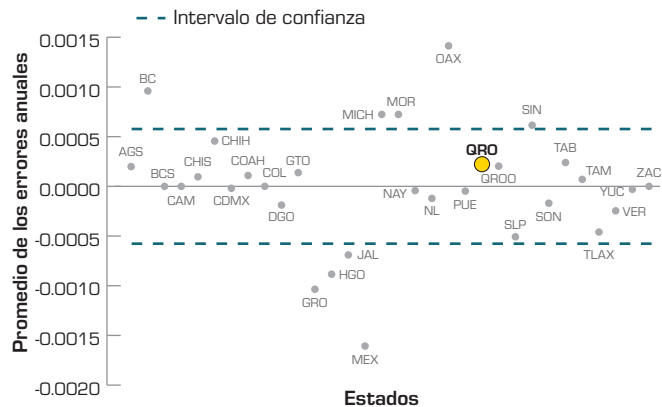 Intervalo de confianza
Promedio de los errores anuales
0.0015
0.0010
0.0005
0.0000
-0.0005
-0.0010
-0.0015
-0.0020
AGS
BC
BCS
CAM
CHIS
CHIH
CDMX
COAH
COL
DGO
GTO
GRO
HGO
JAL
MEX
MICH
MOR
NAY
NL
OAX
PUE
QRO
QROO
SLP
SIN
SON
TAB
TAM
TLAX
VER
YUC
ZAC
Estados